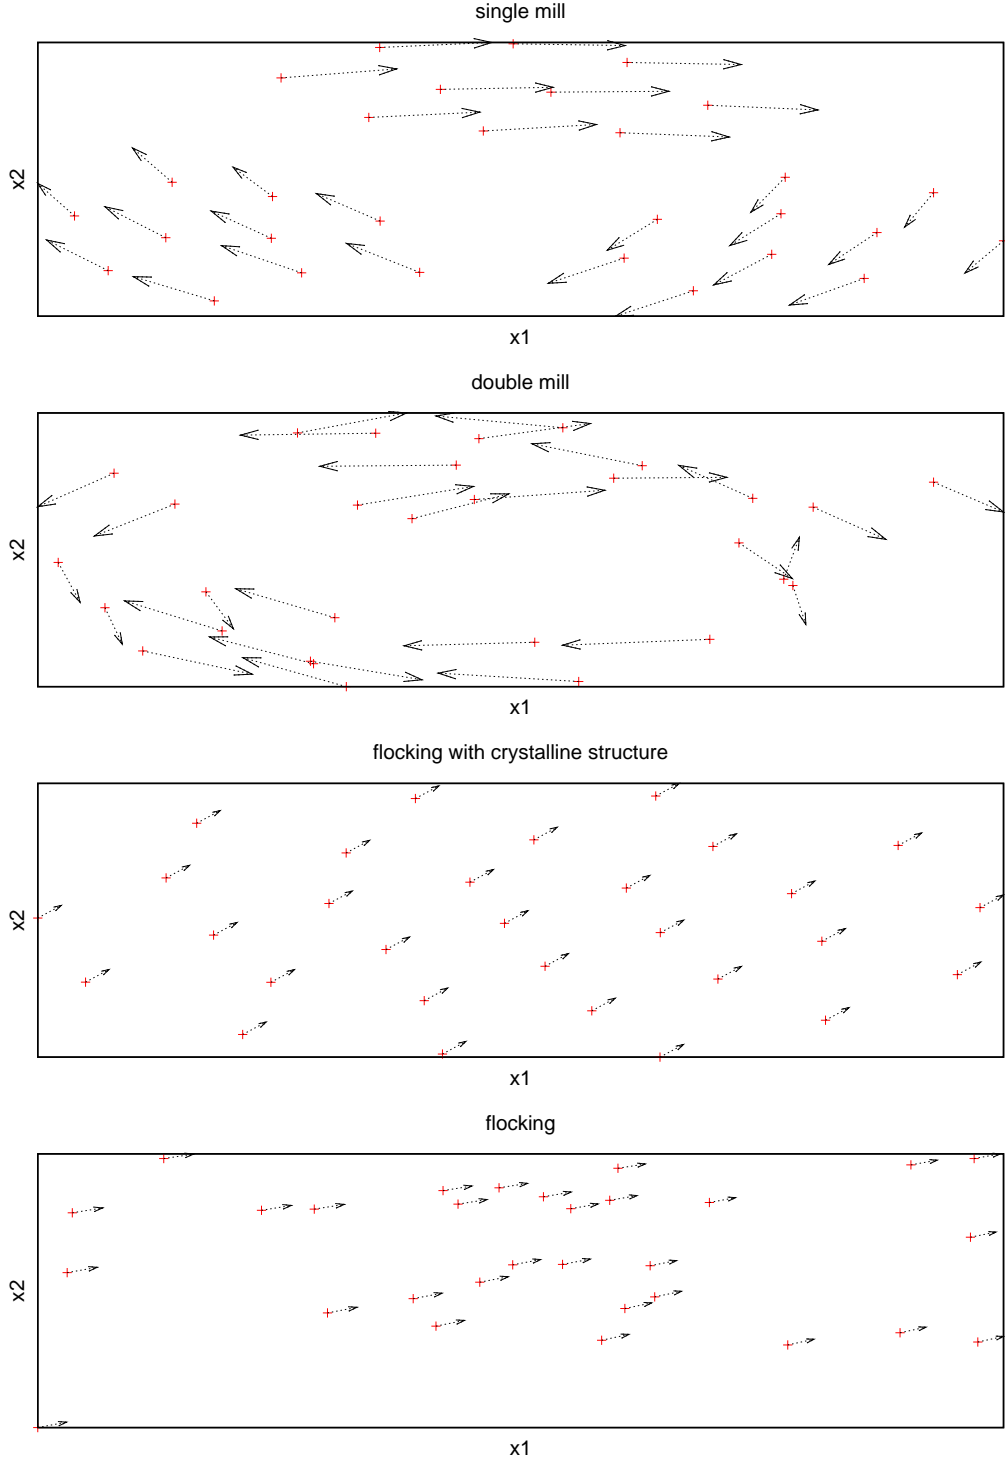 single mill
x2
x1
double mill
x2
x1
flocking with crystalline structure
x2
x1
flocking
x2
x1